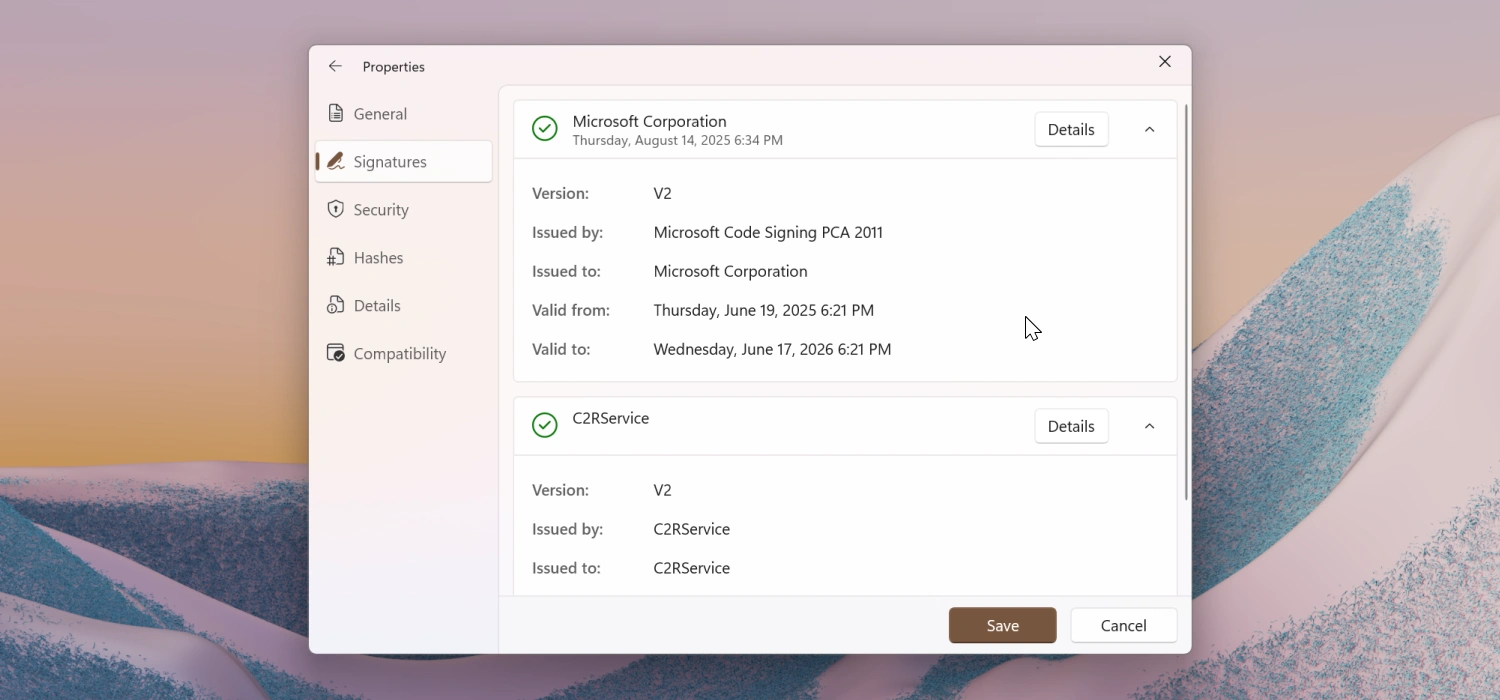 Properties
General
Signatures
Security
Hashes
Details
Compatibility
Microsoft Corporation
Thursday, August 14, 2025 6:34 PM
Details
Version: V2
Issued by: Microsoft Code Signing PCA 2011
Issued to: Microsoft Corporation
Valid from: Thursday, June 19, 2025 6:21 PM
Valid to: Wednesday, June 17, 2026 6:21 PM
C2RService
Details
Version: V2
Issued by: C2RService
Issued to: C2RService
Save
Cancel